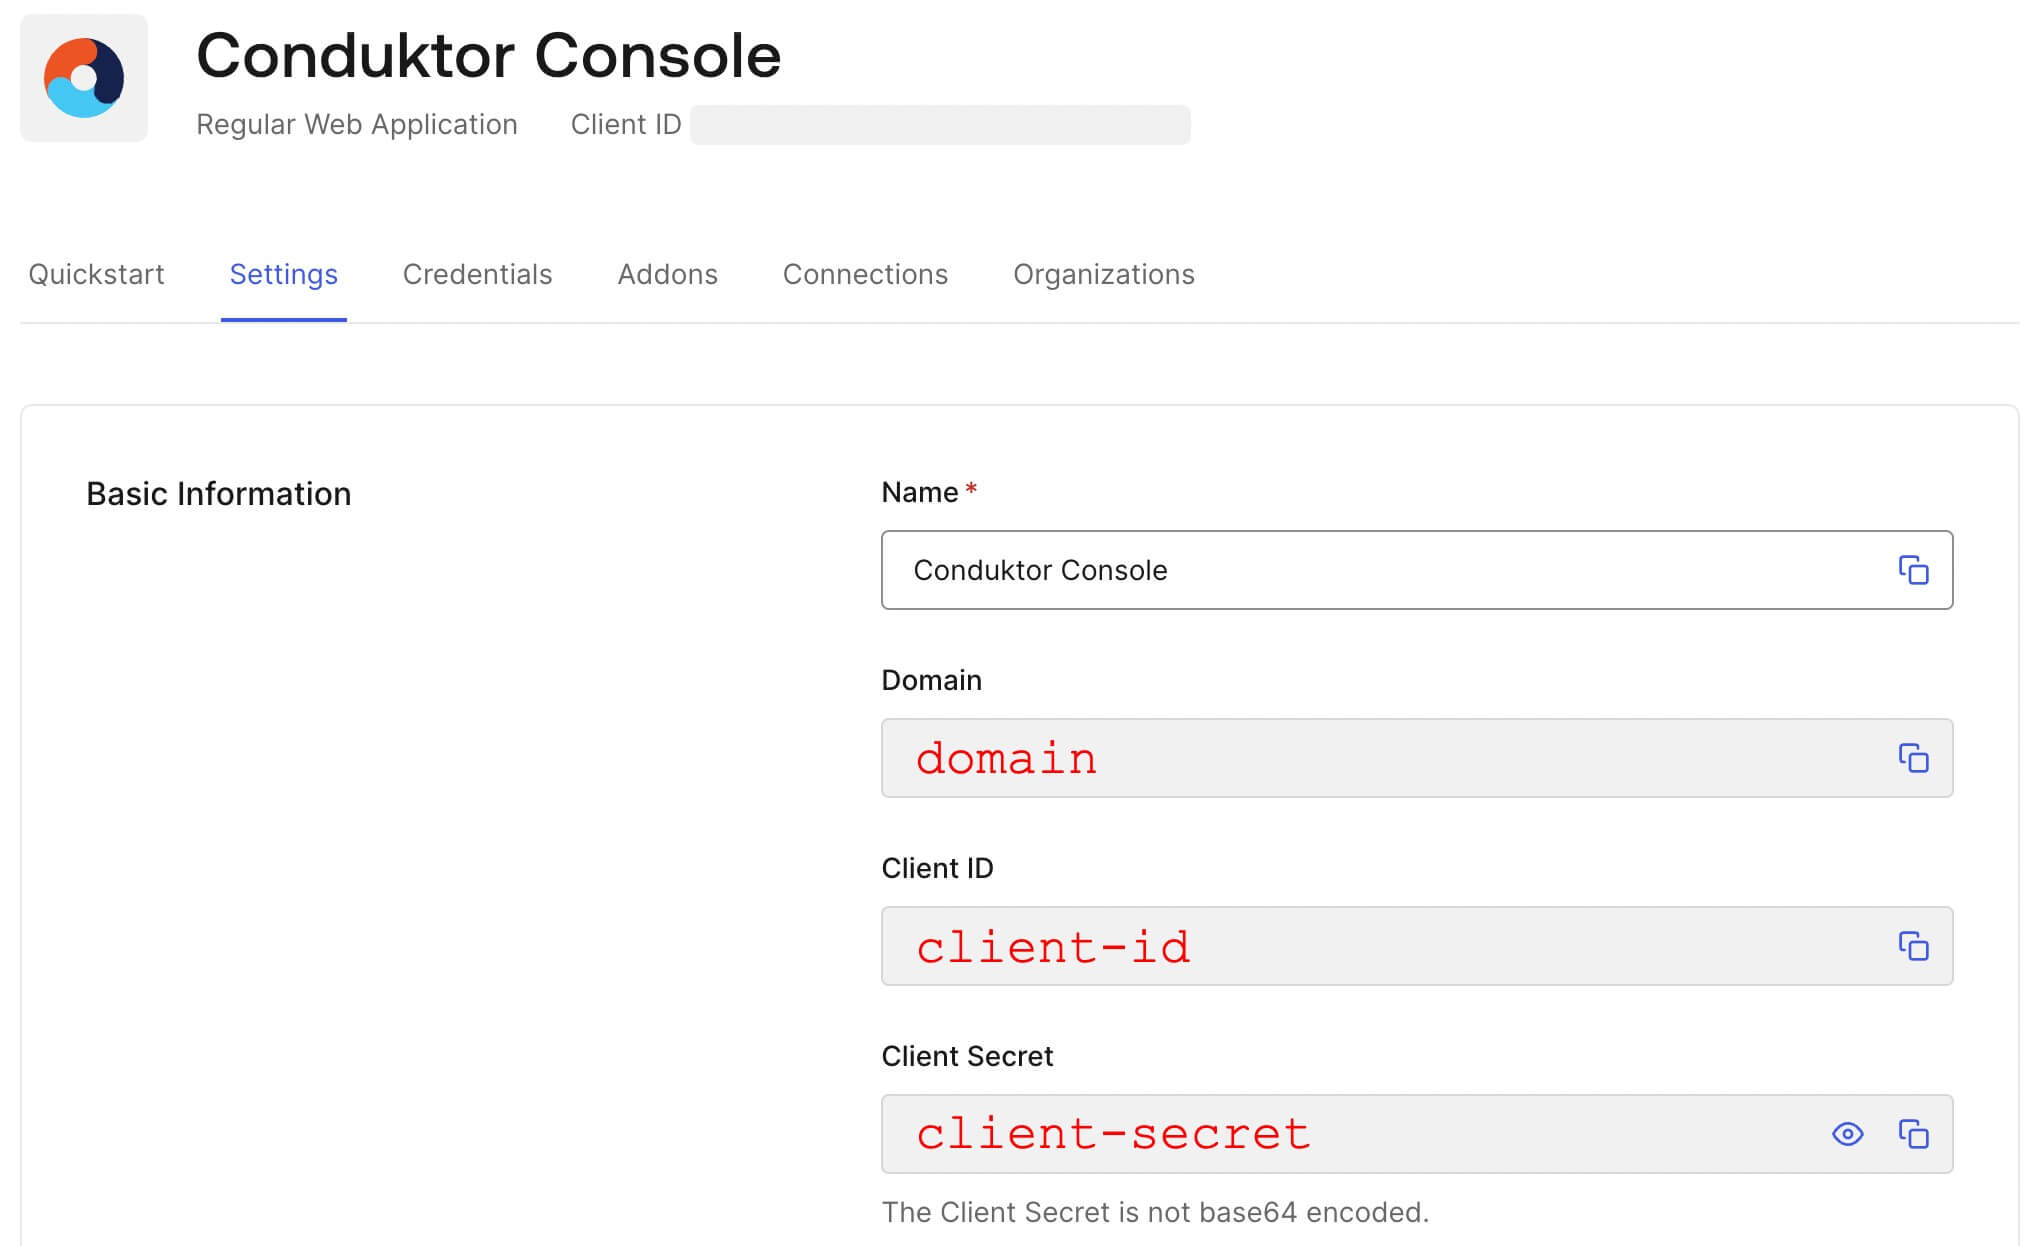 Conduktor Console
Regular Web Application Client ID
Quickstart Settings Credentials Addons Connections Organizations
Basic Information
Name *
Conduktor Console
Domain
domain
Client ID
client-id
Client Secret
client-secret
The Client Secret is not base64 encoded.